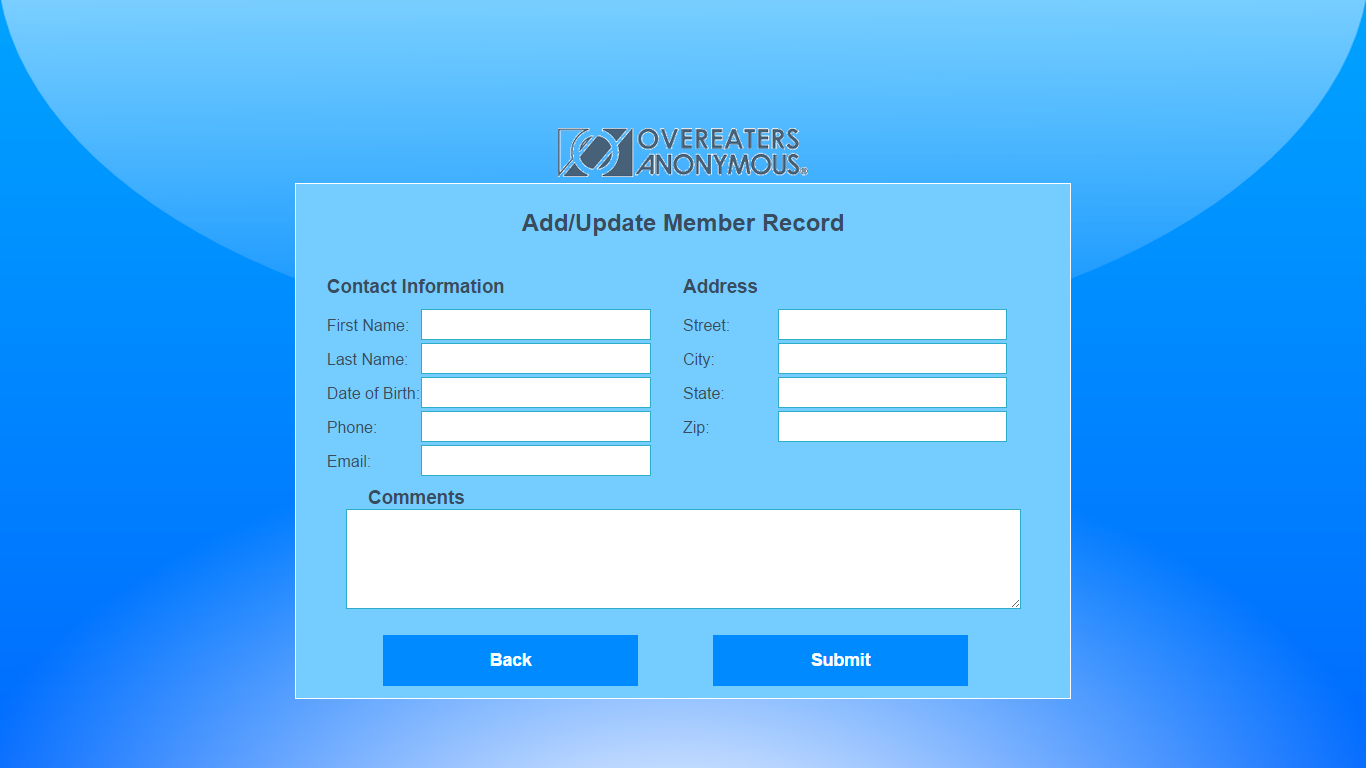 OVEREATERS
ANONYMOUS®
Add/Update Member Record
Contact Information
First Name:
Last Name:
Date of Birth:
Phone:
Email:
Address
Street:
City:
State:
Zip:
Comments
Back
Submit